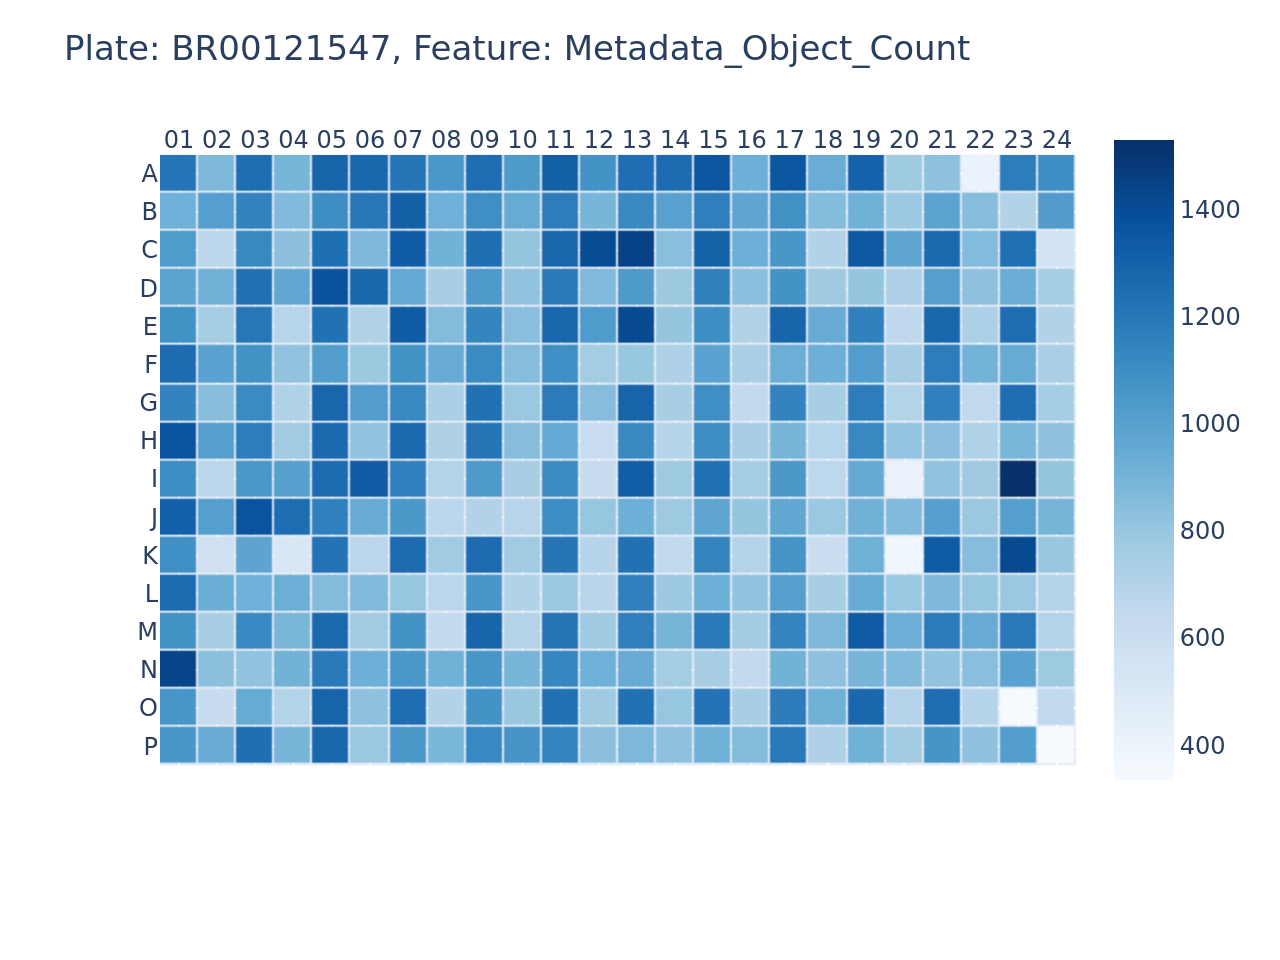 Plate: BR00121547, Feature: Metadata_Object_Count
01 02 03 04 05 06 07 08 09 10 11 12 13 14 15 16 17 18 19 20 21 22 23 24
A
B
C
D
E
F
G
H
I
J
K
L
M
N
O
P
1400
1200
1000
800
600
400